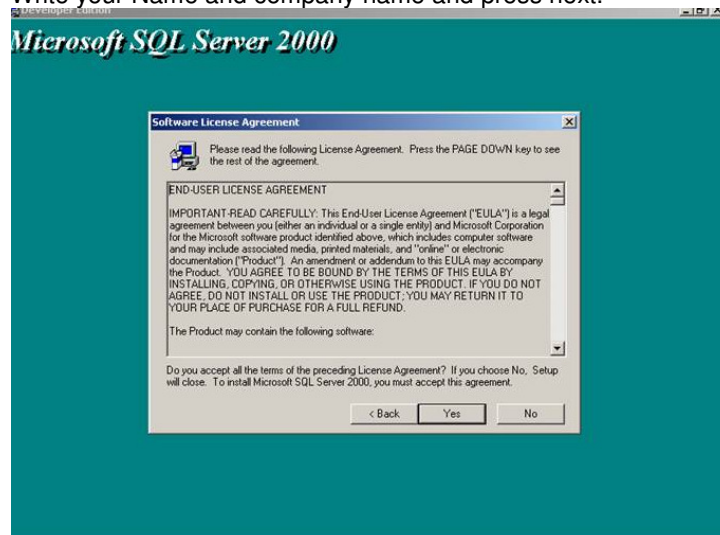 Write your Name and company name and press next.
Developer Edition
Microsoft SQL Server 2000
Software License Agreement
Please read the following License Agreement. Press the PAGE DOWN key to see
the rest of the agreement.
END-USER LICENSE AGREEMENT
IMPORTANT-READ CAREFULLY: This End-User License Agreement ("EULA") is a legal
agreement between you (either an individual or a single entity) and Microsoft Corporation
for the Microsoft software product identified above, which includes computer software
and may include associated media, printed materials, and "online" or electronic
documentation ("Product"). An amendment or addendum to this EULA may accompany
the Product. YOU AGREE TO BE BOUND BY THE TERMS OF THIS EULA BY
INSTALLING, COPYING, OR OTHERWISE USING THE PRODUCT. IF YOU DO NOT
AGREE, DO NOT INSTALL OR USE THE PRODUCT; YOU MAY RETURN IT TO
YOUR PLACE OF PURCHASE FOR A FULL REFUND.
The Product may contain the following software:
Do you accept all the terms of the preceding License Agreement? If you choose No, Setup
will close. To install Microsoft SQL Server 2000, you must accept this agreement.
< Back Yes No